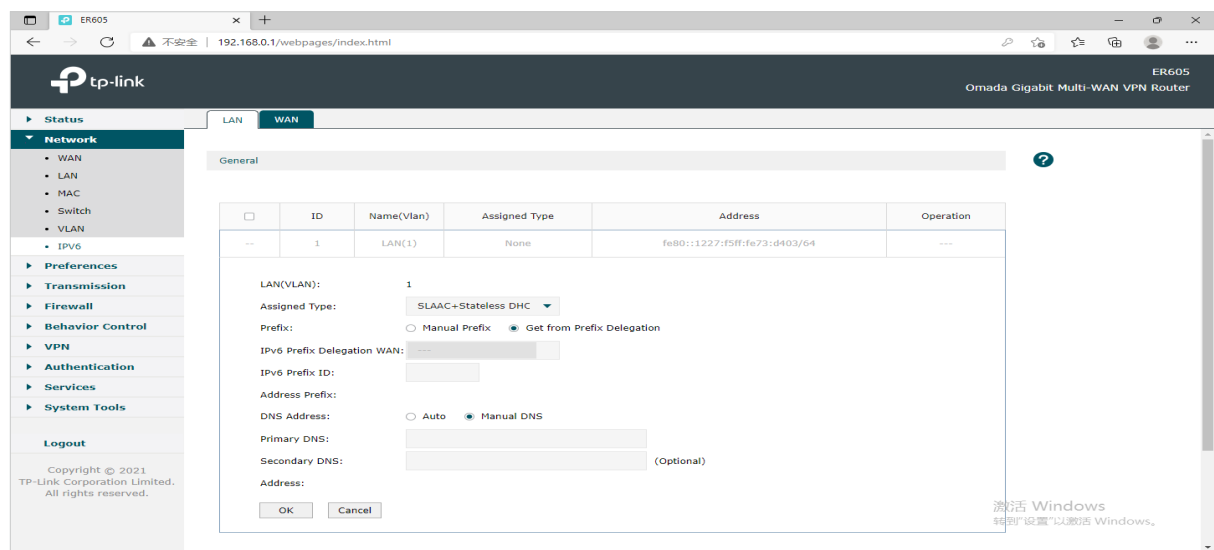 ER605
不安全 | 192.168.0.1/webpages/index.html
tp-link
ER605
Omada Gigabit Multi-WAN VPN Router
Status
Network
WAN
LAN
MAC
Switch
VLAN
IPV6
Preferences
Transmission
Firewall
Behavior Control
VPN
Authentication
Services
System Tools
Logout
Copyright © 2021
TP-Link Corporation Limited.
All rights reserved.
LAN WAN
General
?
ID Name(Vlan) Assigned Type Address Operation
-- 1 LAN(1) None fe80::1227:f5ff:fe73:d403/64 ---
LAN(VLAN): 1
Assigned Type: SLAAC+Stateless DHC
Prefix: Manual Prefix Get from Prefix Delegation
IPv6 Prefix Delegation WAN: ---
IPv6 Prefix ID:
Address Prefix:
DNS Address: Auto Manual DNS
Primary DNS:
Secondary DNS: (Optional)
Address:
OK Cancel
激活 Windows
转到"设置"以激活 Windows。